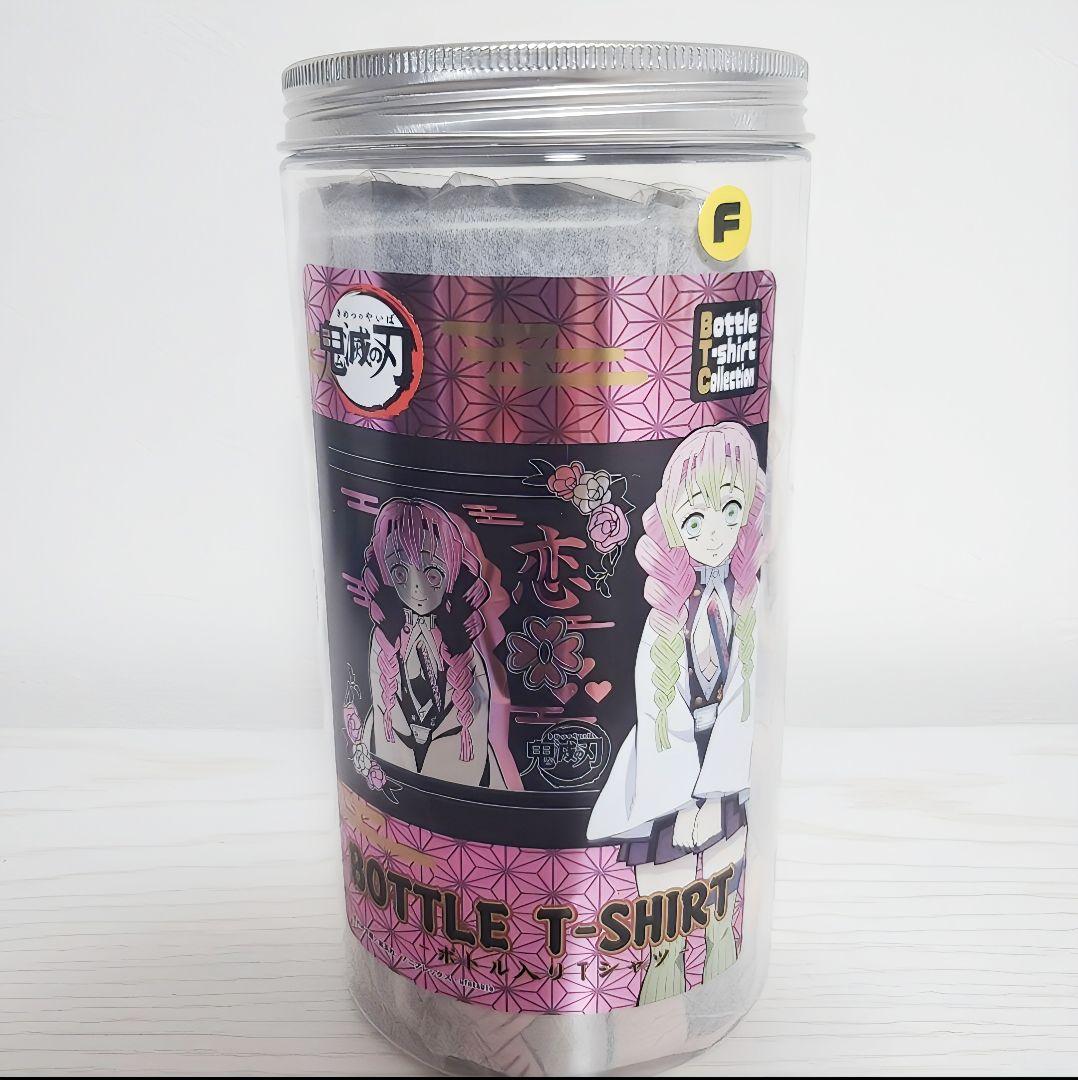 F
きめつのやいば
鬼滅の刃
Bottle
T-shirt
Collection
恋
鬼滅の刃
BOTTLE T-SHIRT
ボトル入りTシャツ